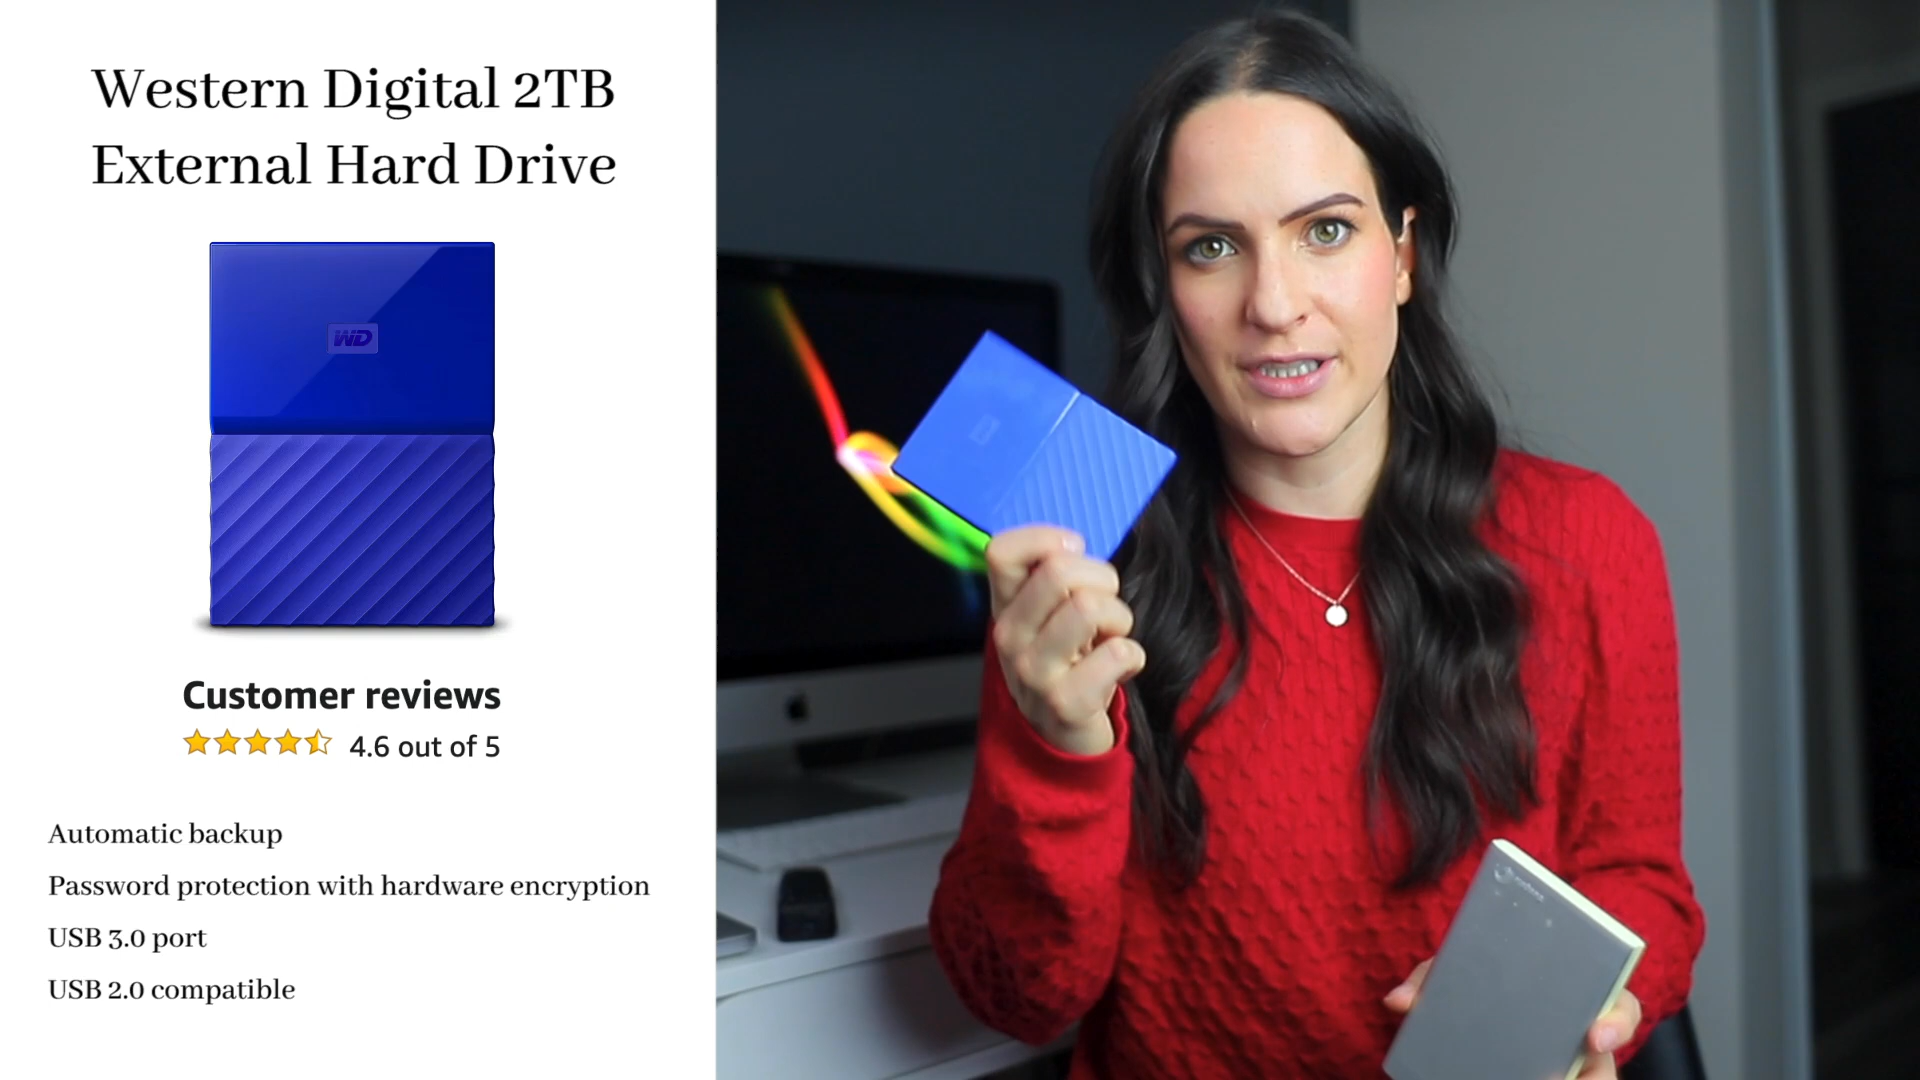 Western Digital 2TB
External Hard Drive
WD
Customer reviews
4.6 out of 5
Automatic backup
Password protection with hardware encryption
USB 3.0 port
USB 2.0 compatible